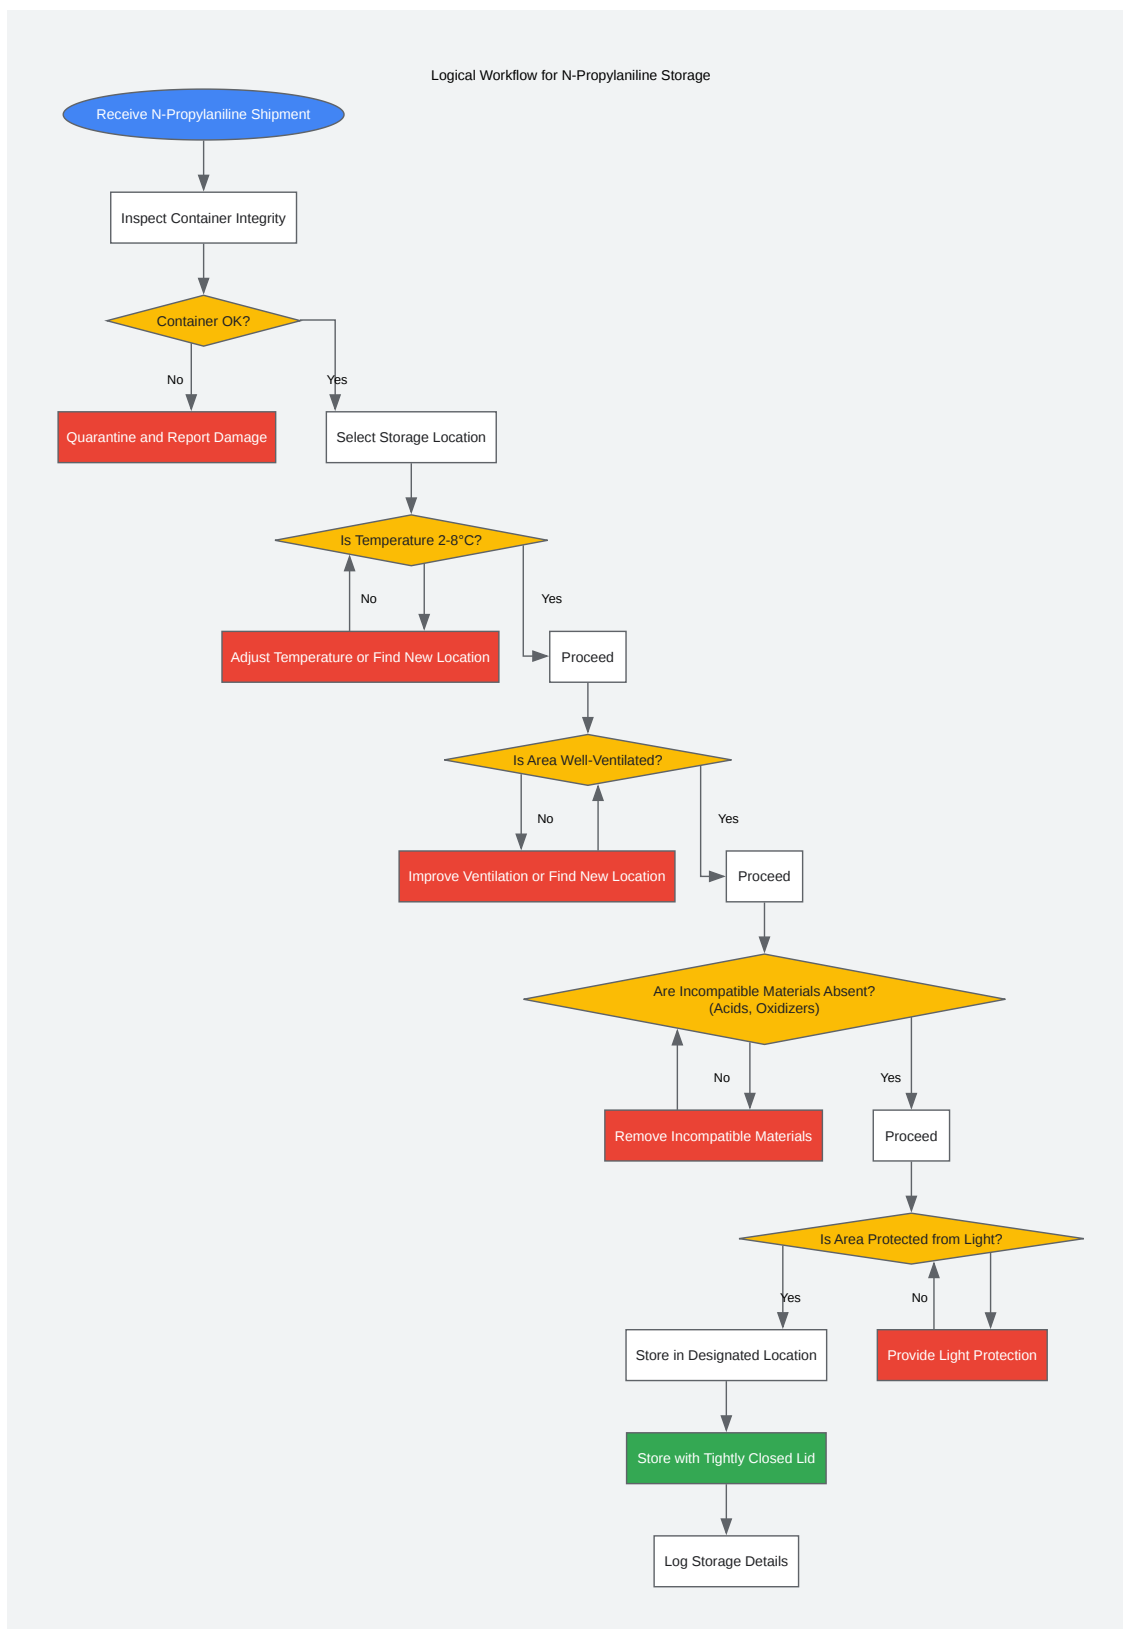 Logical Workflow for N-Propylaniline Storage
Receive N-Propylaniline Shipment
Inspect Container Integrity
Container OK?
No
Yes
Quarantine and Report Damage
Select Storage Location
Is Temperature 2-8°C?
No
Yes
Adjust Temperature or Find New Location
Proceed
Is Area Well-Ventilated?
No
Yes
Improve Ventilation or Find New Location
Proceed
Are Incompatible Materials Absent?
(Acids, Oxidizers)
No
Yes
Remove Incompatible Materials
Proceed
Is Area Protected from Light?
Yes
No
Store in Designated Location
Provide Light Protection
Store with Tightly Closed Lid
Log Storage Details